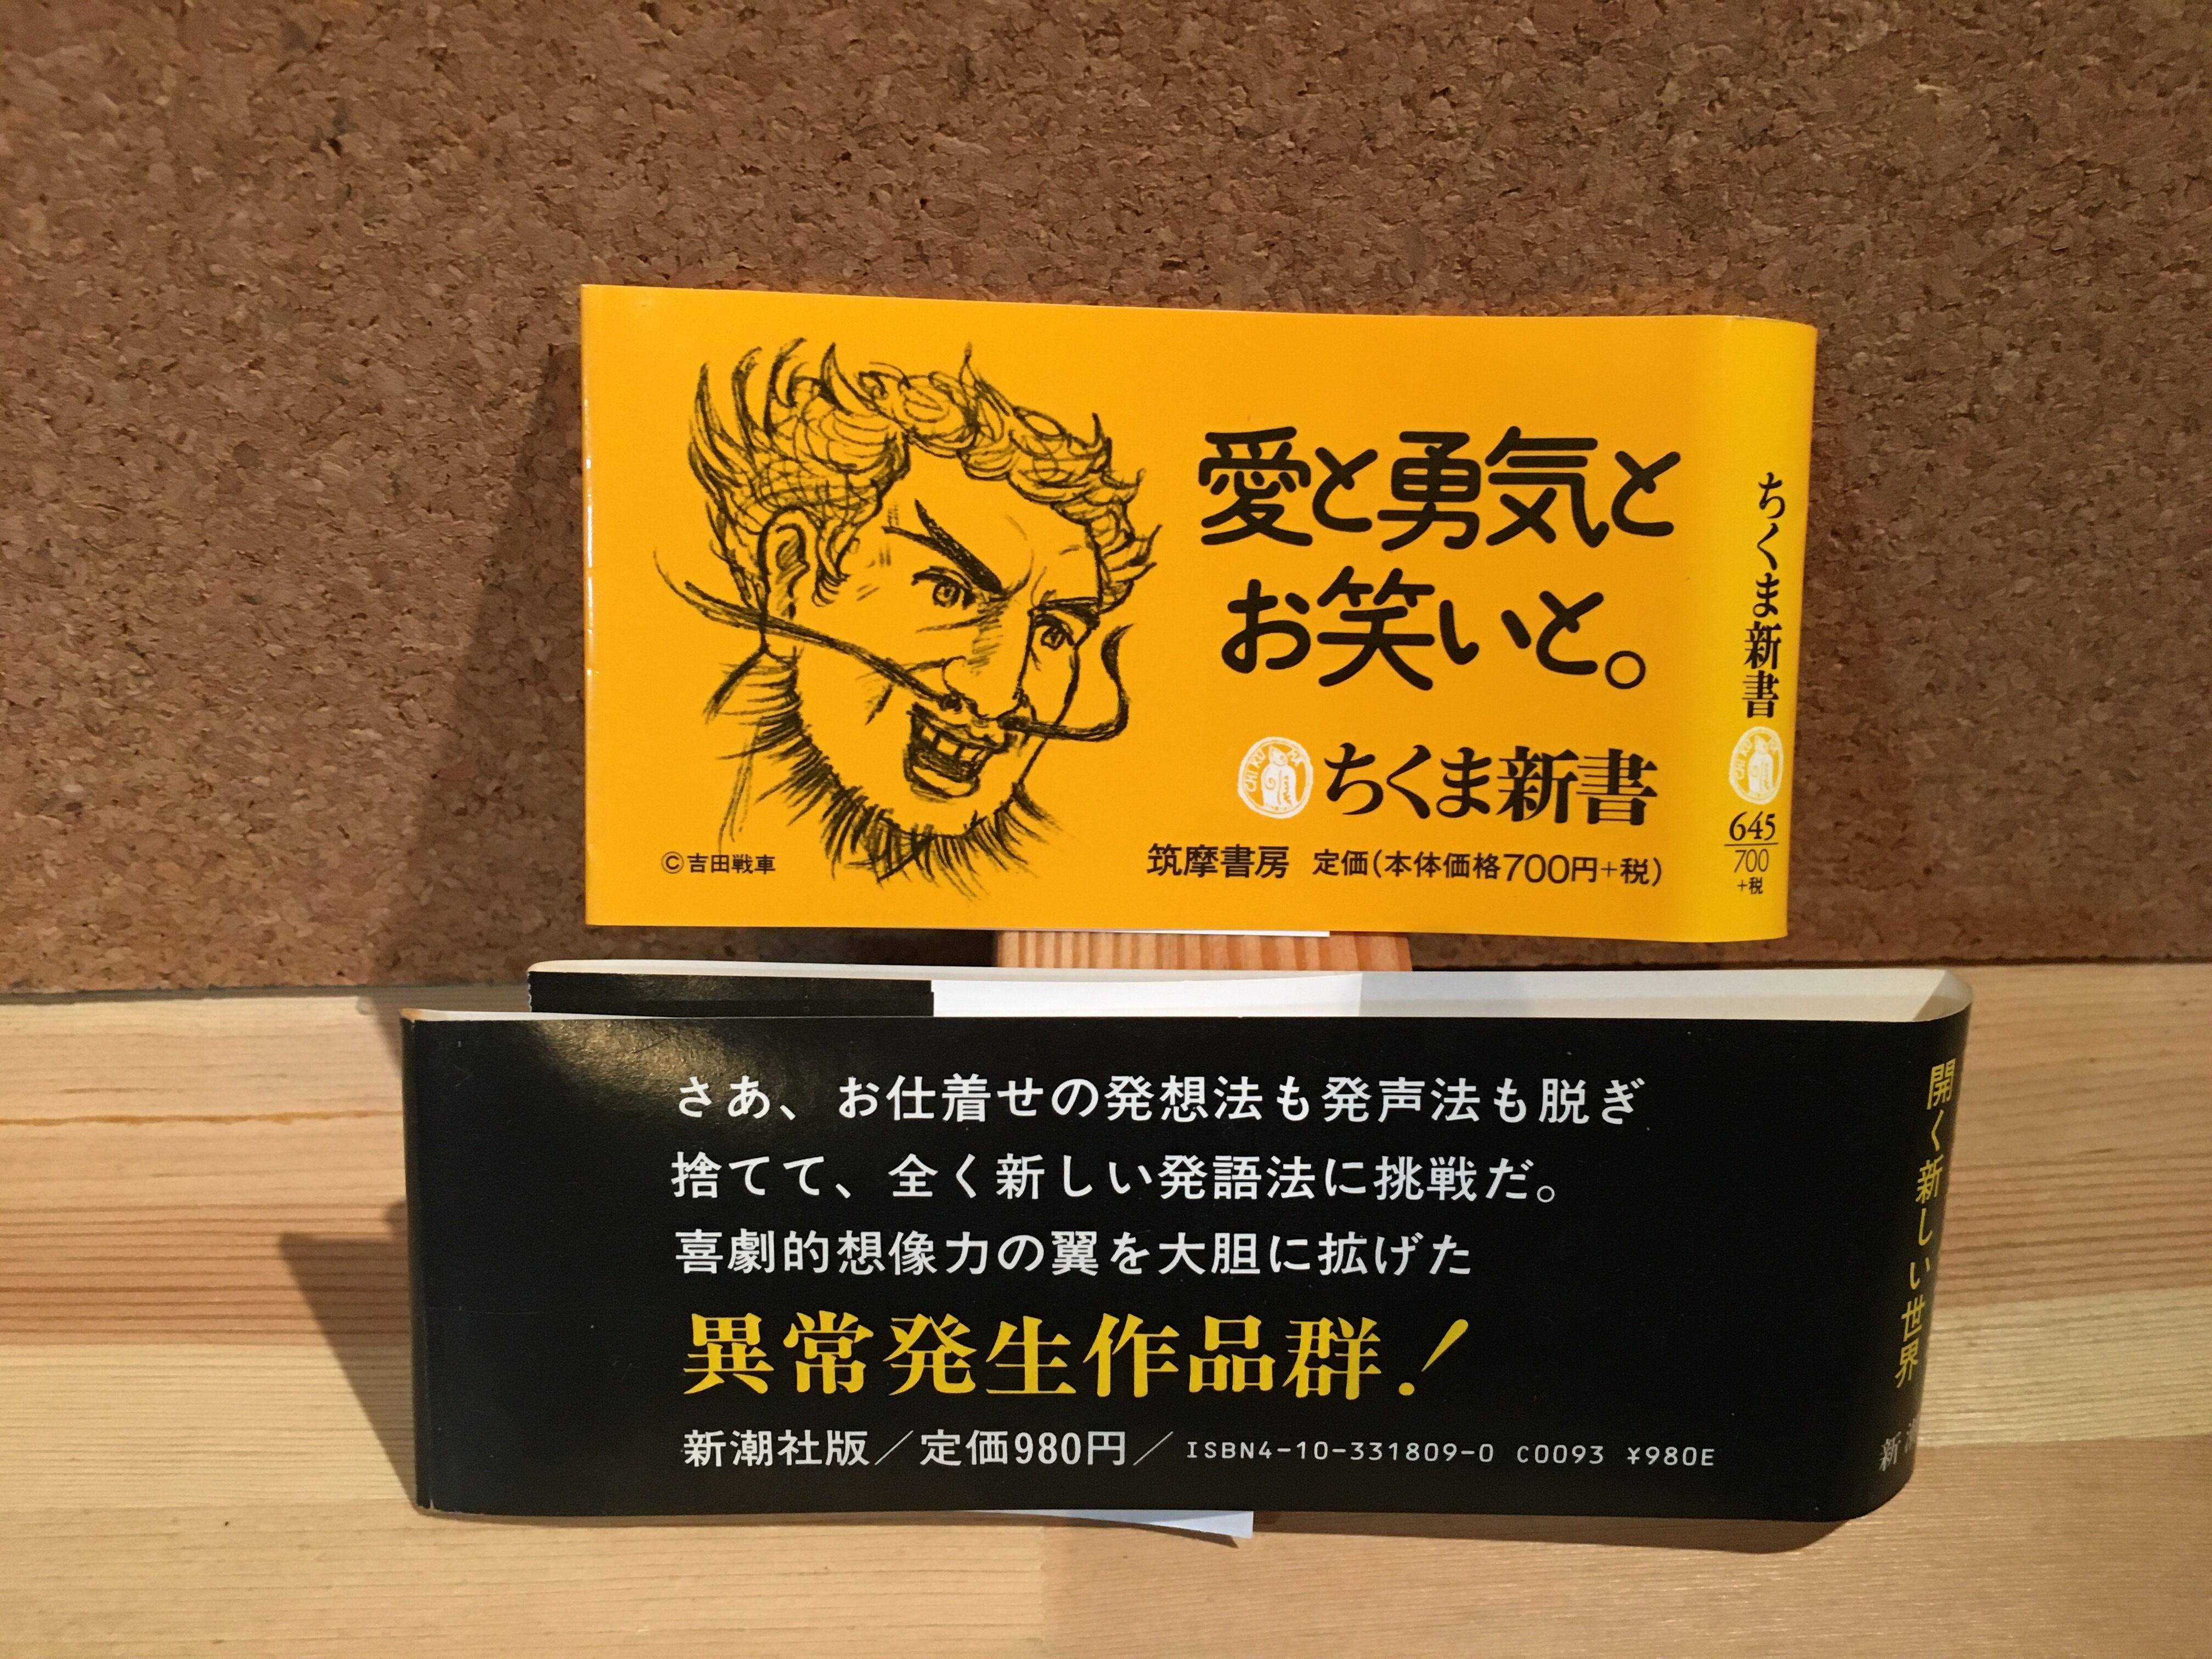 愛と勇気と
お笑いと。
ちくま新書
©吉田戦車
筑摩書房 定価(本体価格700円+税)
ちくま新書
645
700
+税
さあ、お仕着せの発想法も発声法も脱ぎ
捨てて、全く新しい発語法に挑戦だ。
喜劇的想像力の翼を大胆に拡げた
異常発生作品群!
新潮社版/定価980円/ISBN4-10-331809-0 C0093 ¥980E
開く新しい世界
新潮